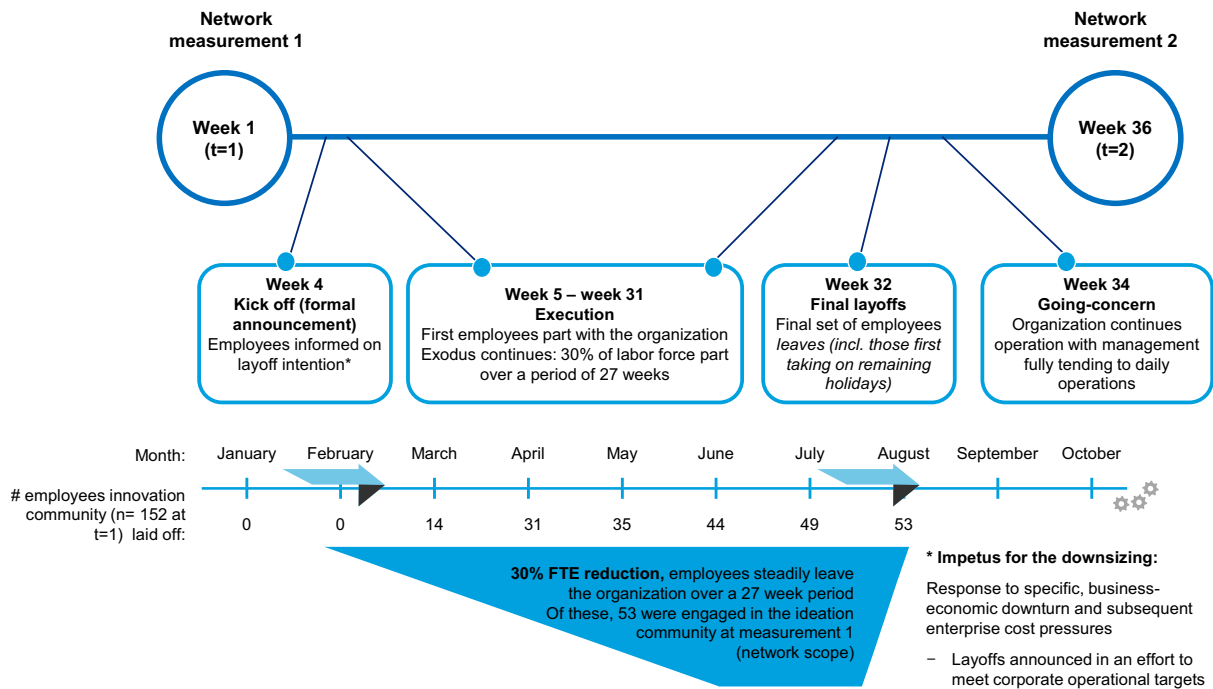 Network
measurement 1
Network
measurement 2
Week 1
(t=1)
Week 36
(t=2)
Week 4
Kick off (formal
announcement)
Employees informed on
layoff intention*
Week 5 – week 31
Execution
First employees part with the organization
Exodus continues: 30% of labor force part
over a period of 27 weeks
Week 32
Final layoffs
Final set of employees
leaves (incl. those first
taking on remaining
holidays)
Week 34
Going-concern
Organization continues
operation with management
fully tending to daily
operations
Month: January February March April May June July August September October
# employees innovation
community (n= 152 at
t=1) laid off:
0 0 14 31 35 44 49 53
30% FTE reduction, employees steadily leave
the organization over a 27 week period
Of these, 53 were engaged in the ideation
community at measurement 1
(network scope)
* Impetus for the downsizing:
Response to specific, business-
economic downturn and subsequent
enterprise cost pressures
– Layoffs announced in an effort to
meet corporate operational targets